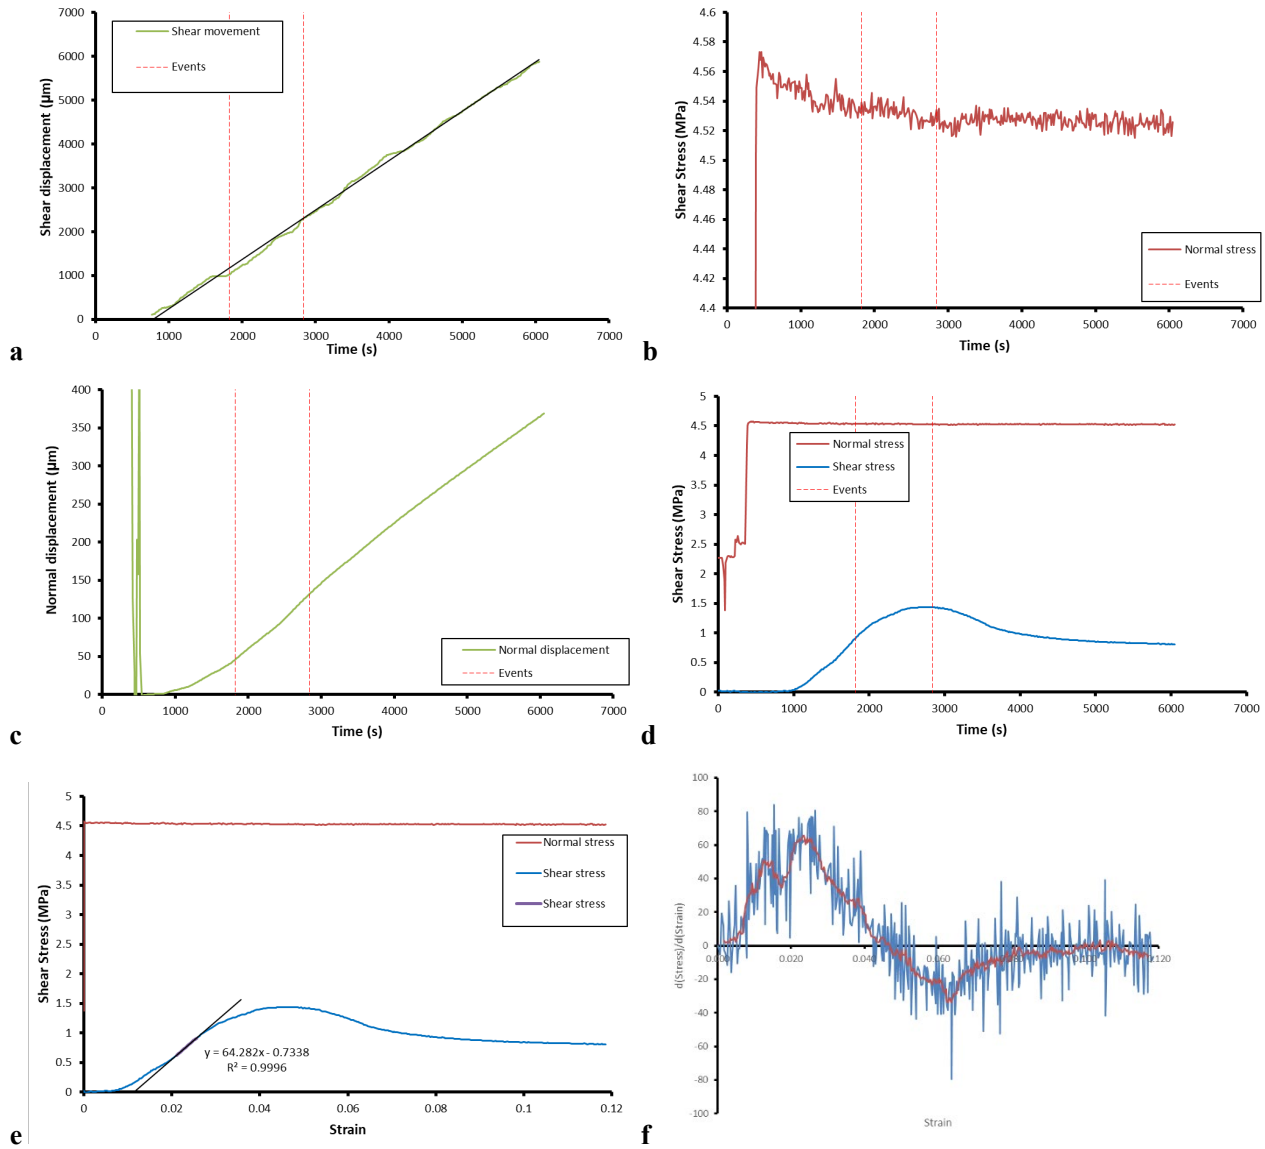 7000
6000
5000
4000
3000
2000
1000
0
Shear displacement (µm)
Shear movement
Events
0 1000 2000 3000 4000 5000 6000 7000
Time (s)
a
4.6
4.58
4.56
4.54
4.52
4.5
4.48
4.46
4.44
4.42
4.4
Shear Stress (MPa)
Normal stress
Events
0 1000 2000 3000 4000 5000 6000 7000
Time (s)
b
400
350
300
250
200
150
100
50
0
Normal displacement (µm)
Normal displacement
Events
0 1000 2000 3000 4000 5000 6000 7000
Time (s)
c
5
4.5
4
3.5
3
2.5
2
1.5
1
0.5
0
Shear Stress (MPa)
Normal stress
Shear stress
Events
0 1000 2000 3000 4000 5000 6000 7000
Time (s)
d
5
4.5
4
3.5
3
2.5
2
1.5
1
0.5
0
Shear Stress (MPa)
Normal stress
Shear stress
Shear stress
y = 64.282x - 0.7338
R² = 0.9996
0 0.02 0.04 0.06 0.08 0.1 0.12
Strain
e
100
80
60
40
20
0
-20
-40
-60
-80
-100
d(Stress)/d(Strain)
0.000 0.020 0.040 0.060 0.080 0.100 0.120
Strain
f